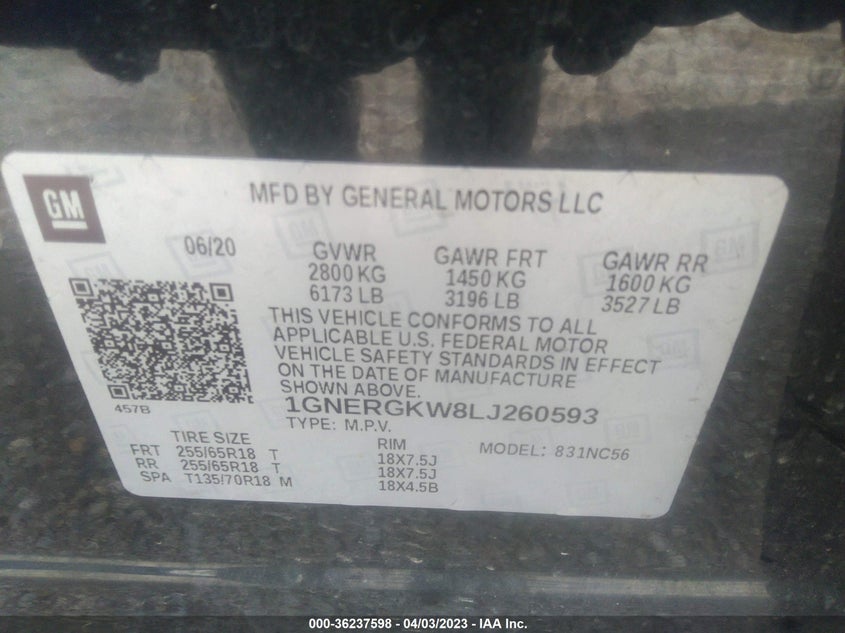 GM
MFD BY GENERAL MOTORS LLC
06/20
GVWR
2800 KG
6173 LB
GAWR FRT
1450 KG
3196 LB
GAWR RR
1600 KG
3527 LB
THIS VEHICLE CONFORMS TO ALL
APPLICABLE U.S. FEDERAL MOTOR
VEHICLE SAFETY STANDARDS IN EFFECT
ON THE DATE OF MANUFACTURE
SHOWN ABOVE.
457B
1GNERGKW8LJ260593
TYPE: M.P.V.
MODEL: 831NC56
TIRE SIZE RIM
FRT 255/65R18 T 18X7.5J
RR 255/65R18 T 18X7.5J
SPA T135/70R18 M 18X4.5B
000-36237598 - 04/03/2023 - IAA Inc.